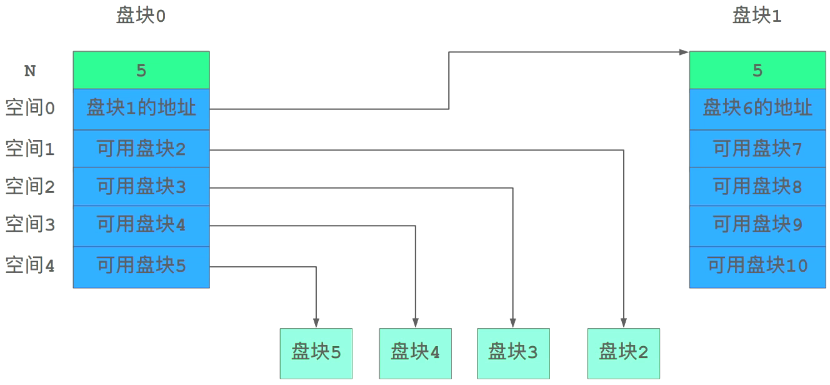 盘块0 盘块1
N 5 5
空间0 盘块1的地址 盘块6的地址
空间1 可用盘块2 可用盘块7
空间2 可用盘块3 可用盘块8
空间3 可用盘块4 可用盘块9
空间4 可用盘块5 可用盘块10
盘块5 盘块4 盘块3 盘块2